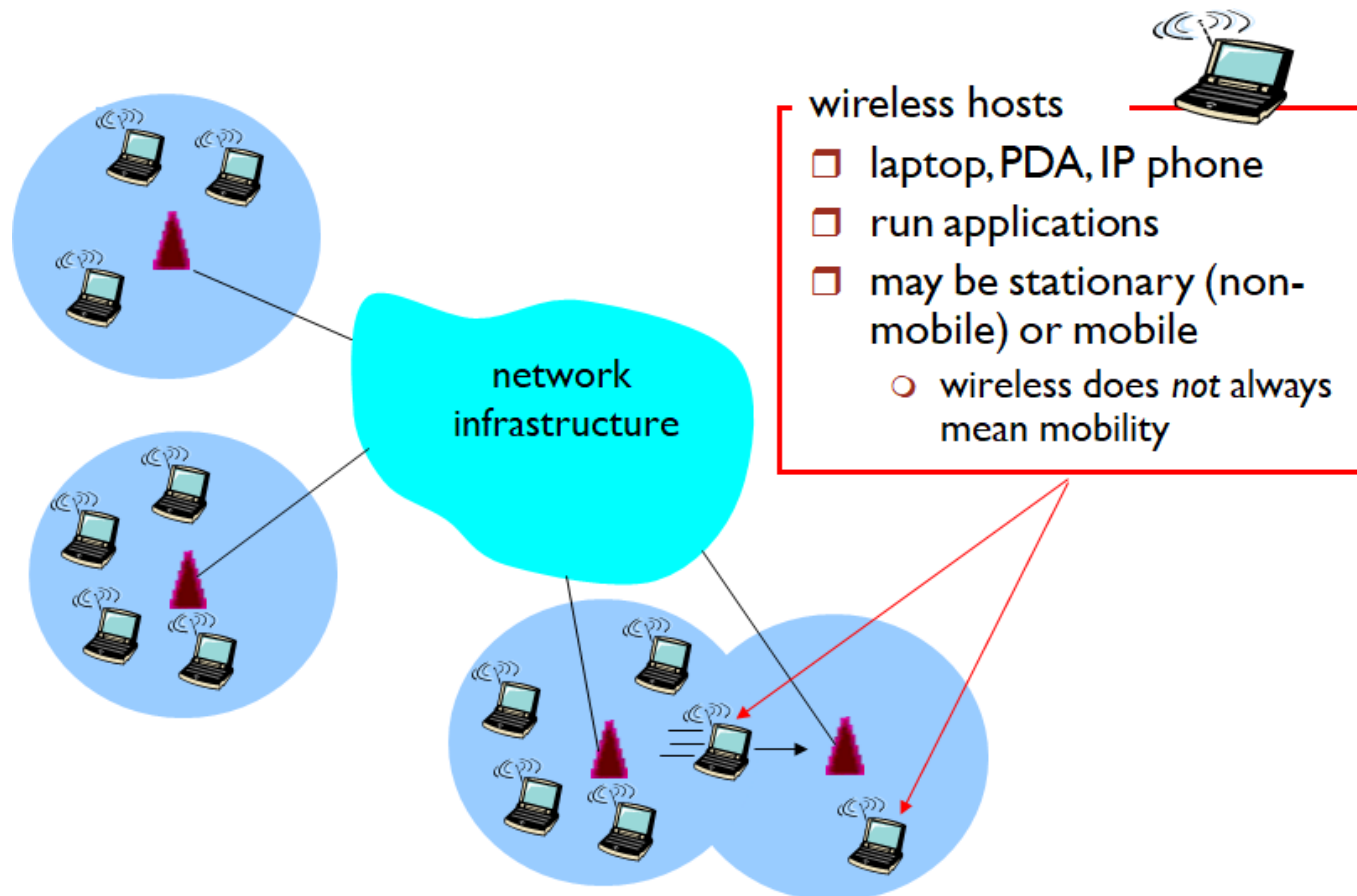 wireless hosts
laptop, PDA, IP phone
run applications
may be stationary (non-
mobile) or mobile
wireless does not always
mean mobility
network
infrastructure